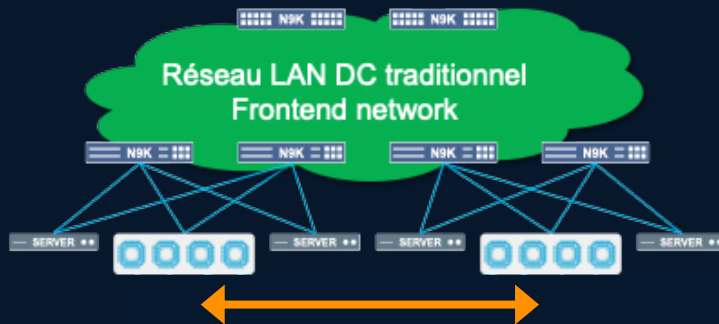 N9K N9K
Réseau LAN DC traditionnel
Frontend network
N9K N9K N9K N9K
SERVER SERVER SERVER SERVER